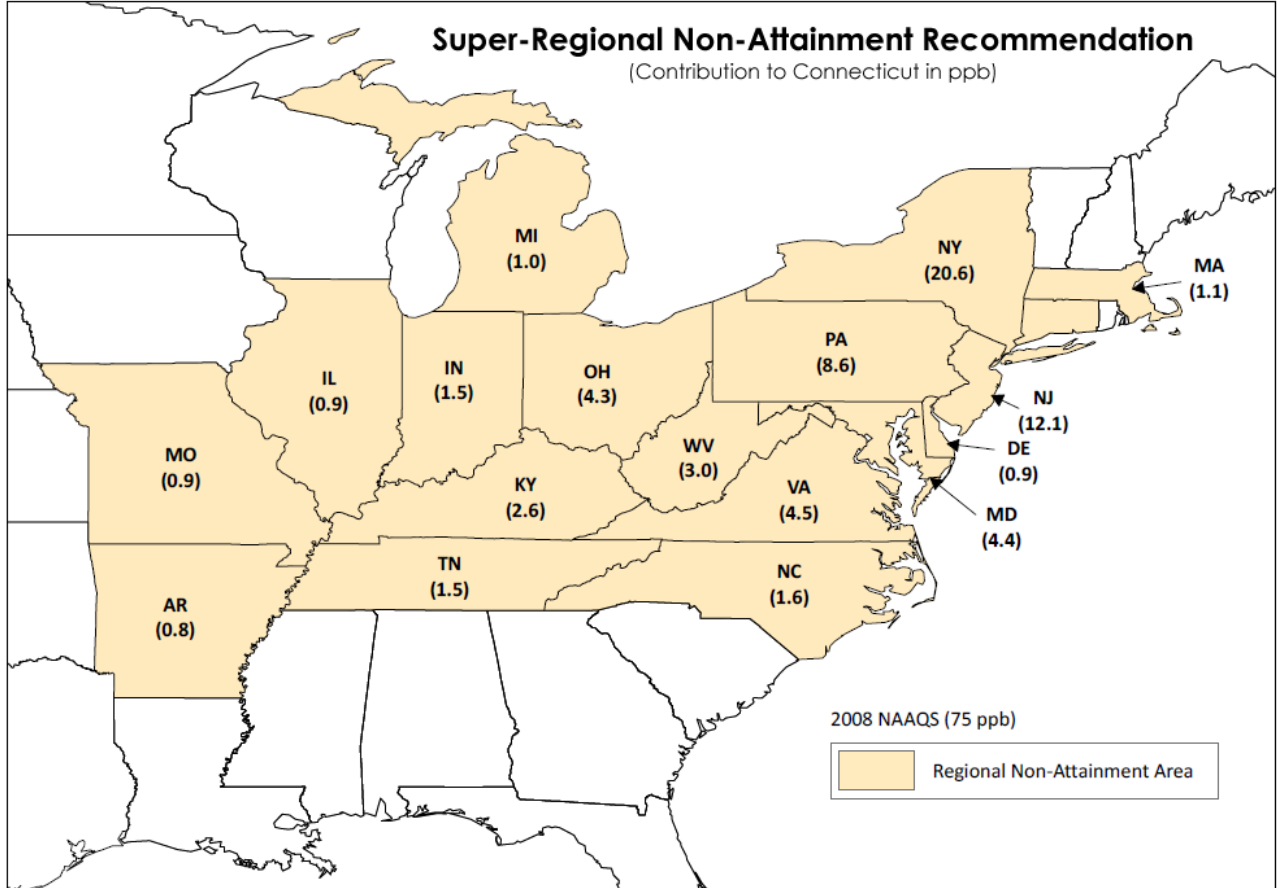 Super-Regional Non-Attainment Recommendation
(Contribution to Connecticut in ppb)
MI
(1.0)
NY
(20.6)
MA
(1.1)
PA
(8.6)
IL
(0.9)
IN
(1.5)
OH
(4.3)
NJ
(12.1)
DE
(0.9)
MO
(0.9)
WV
(3.0)
KY
(2.6)
VA
(4.5)
MD
(4.4)
TN
(1.5)
NC
(1.6)
AR
(0.8)
2008 NAAQS (75 ppb)
Regional Non-Attainment Area